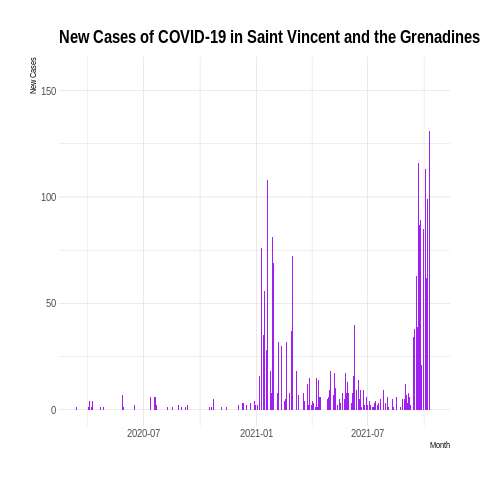 New Cases of COVID-19 in Saint Vincent and the Grenadines
New Cases
150
100
50
0
2020-07 2021-01 2021-07
Month